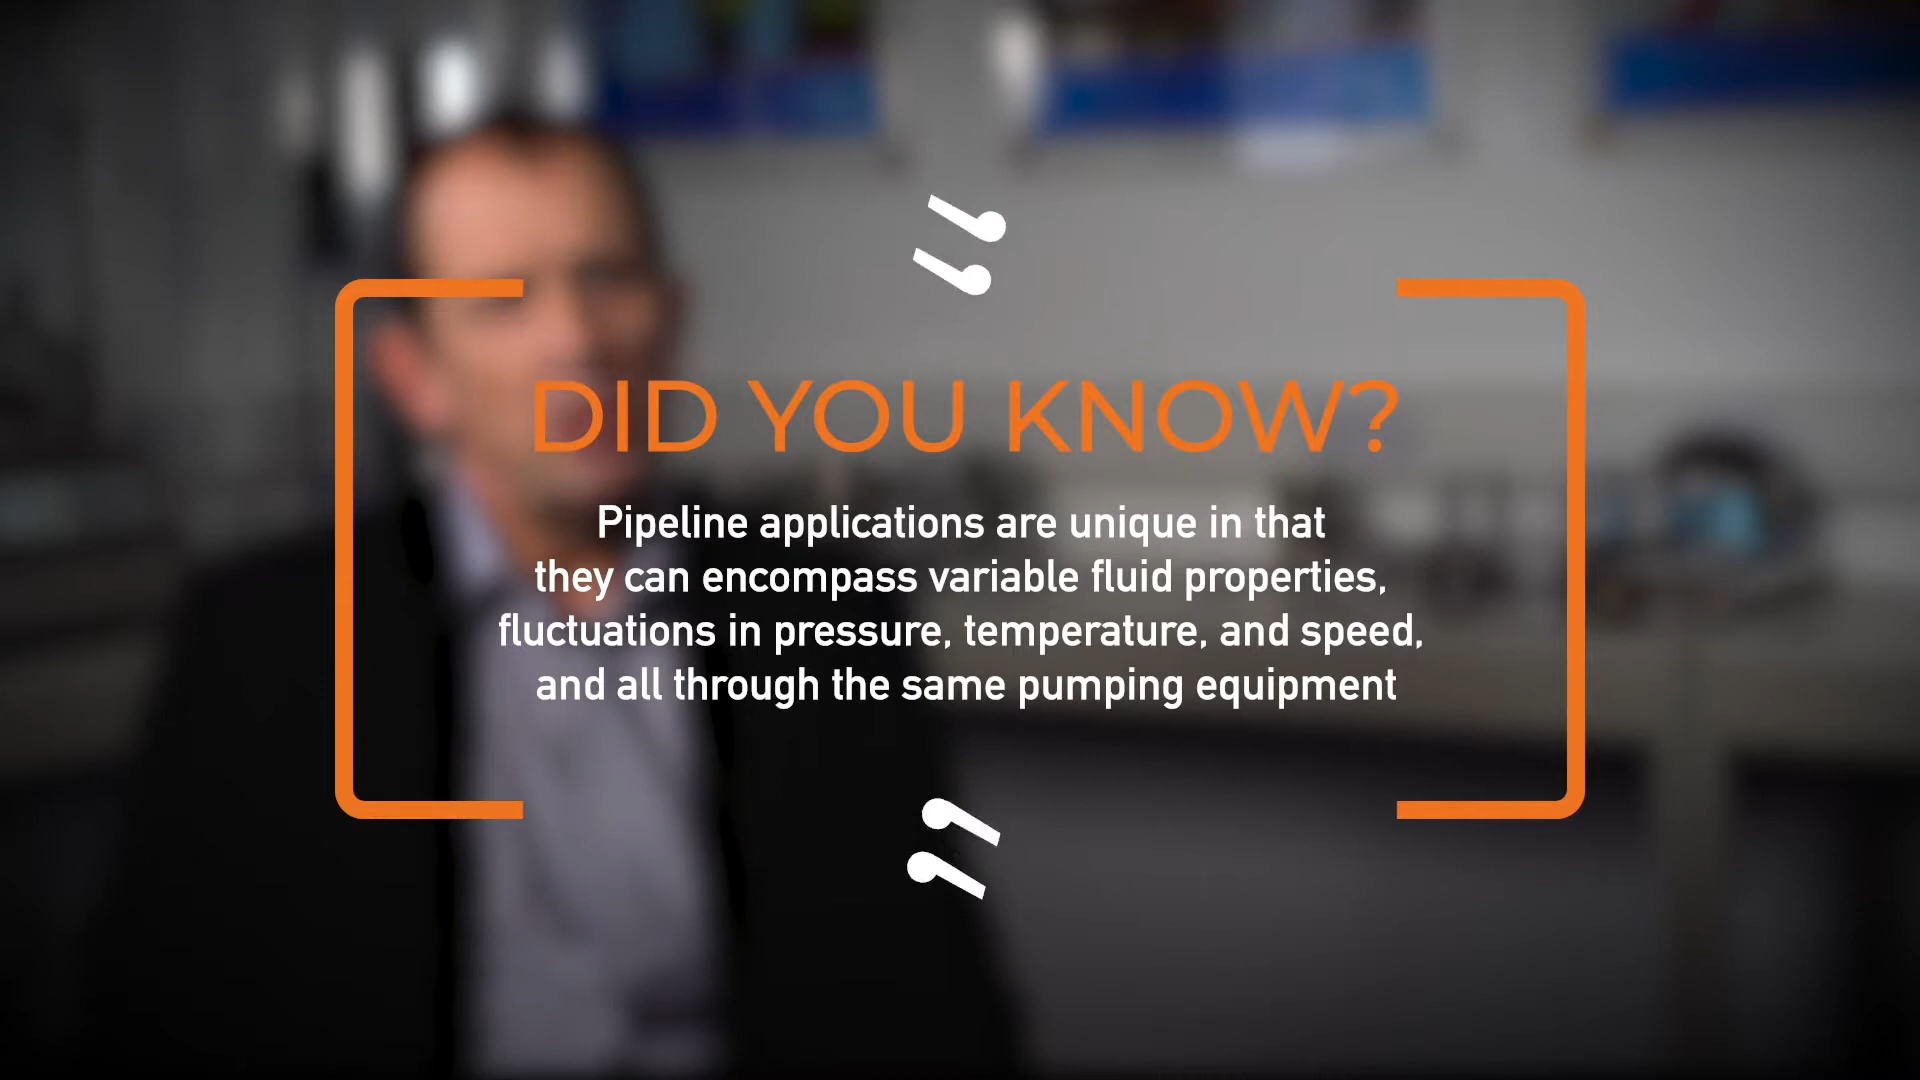 DID YOU KNOW?
Pipeline applications are unique in that
they can encompass variable fluid properties,
fluctuations in pressure, temperature, and speed,
and all through the same pumping equipment